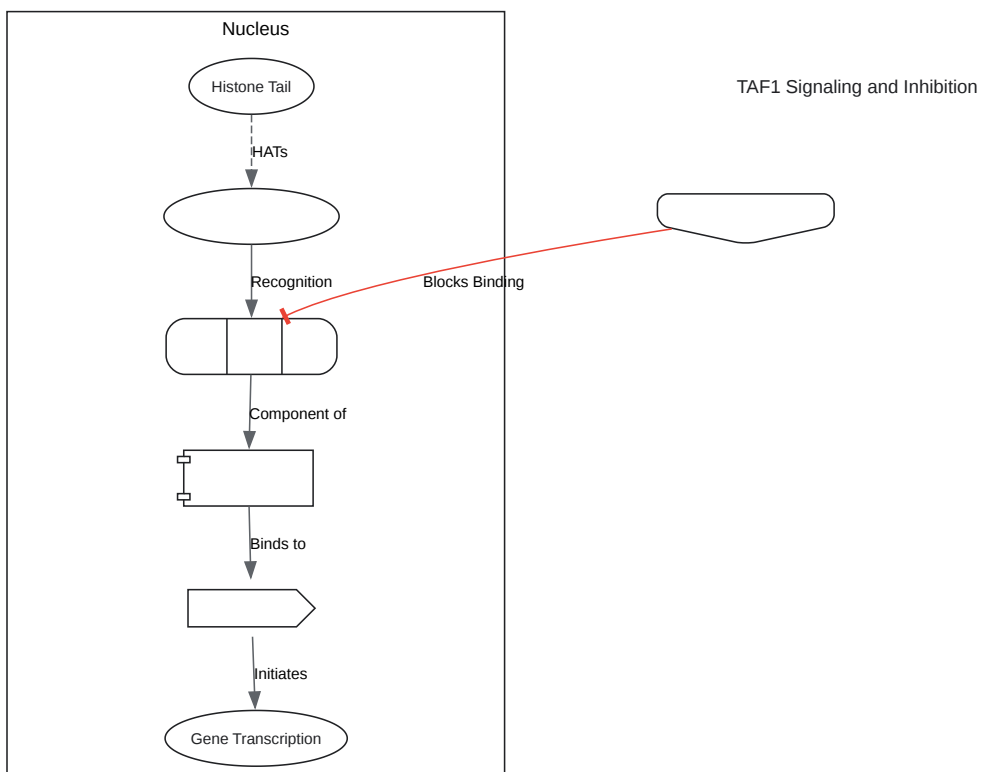 Nucleus
Histone Tail
TAF1 Signaling and Inhibition
HATs
Recognition
Blocks Binding
Component of
Binds to
Initiates
Gene Transcription